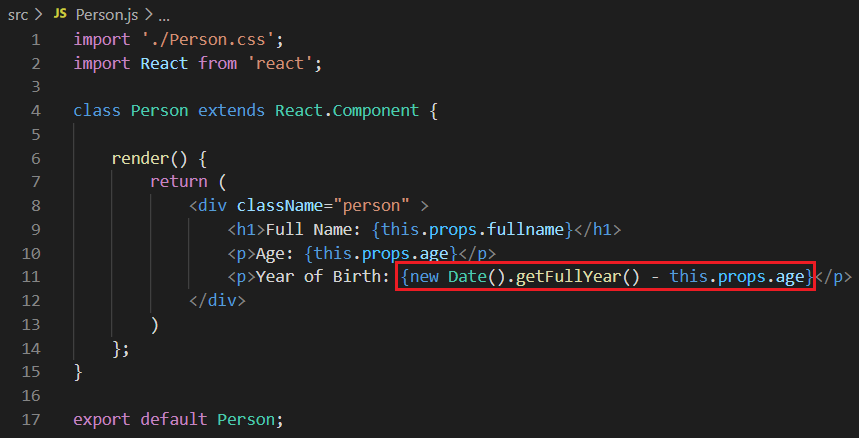 src > JS Person.js > ...
1 import './Person.css';
2 import React from 'react';
3
4 class Person extends React.Component {
5
6     render() {
7         return (
8             <div className="person" >
9                 <h1>Full Name: {this.props.fullname}</h1>
10                 <p>Age: {this.props.age}</p>
11                 <p>Year of Birth: {new Date().getFullYear() - this.props.age}</p>
12             </div>
13         )
14     };
15 }
16
17 export default Person;